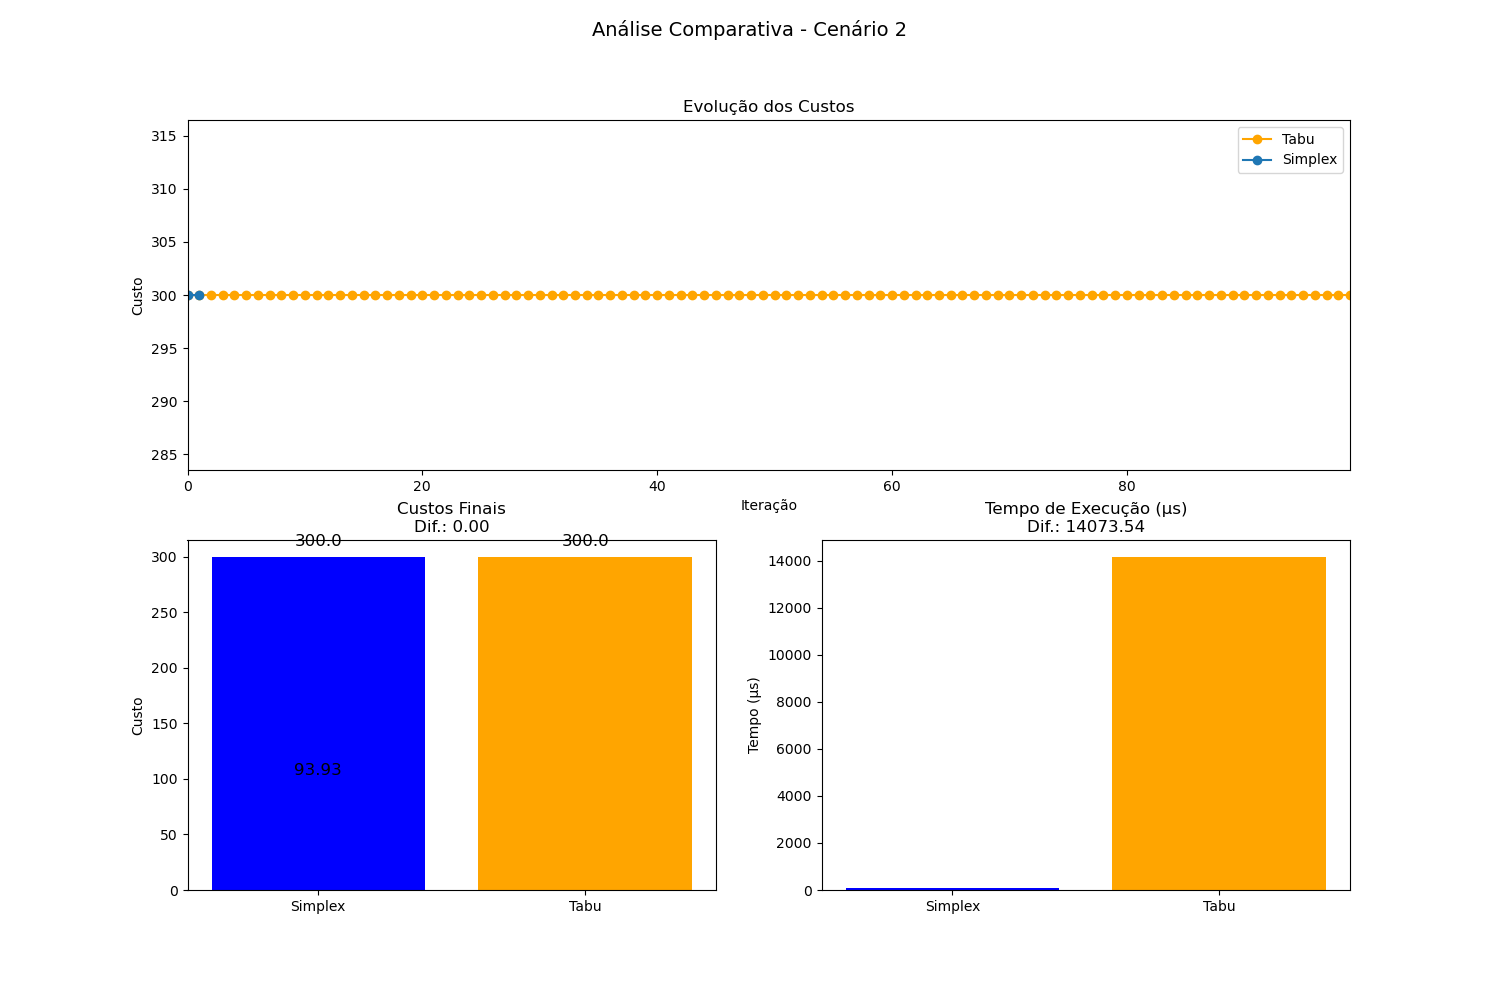 Análise Comparativa - Cenário 2
Evolução dos Custos
315
310
305
300
295
290
285
Custo
Tabu
Simplex
0 20 40 60 80
Iteração
Custos Finais
Dif.: 0.00
300.0 300.0
93.93
300
250
200
150
100
50
0
Custo
Simplex Tabu
Tempo de Execução (µs)
Dif.: 14073.54
14000
12000
10000
8000
6000
4000
2000
0
Tempo (µs)
Simplex Tabu